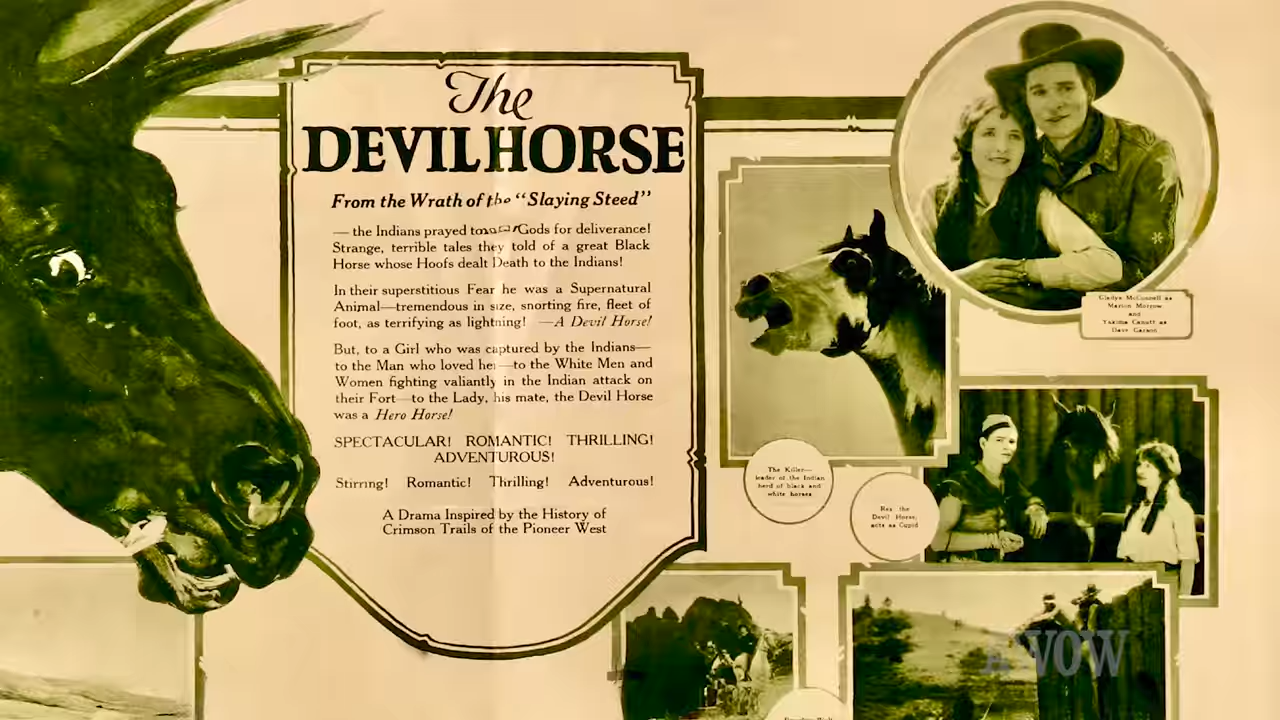 The
DEVIL HORSE
From the Wrath of the "Slaying Steed"
— the Indians prayed to Gods for deliverance!
Strange, terrible tales they told of a great Black
Horse whose Hoofs dealt Death to the Indians!
In their superstitious Fear he was a Supernatural
Animal—tremendous in size, snorting fire, fleet of
foot, as terrifying as lightning! —A Devil Horse!
But, to a Girl who was captured by the Indians—
to the Man who loved her—to the White Men and
Women fighting valiantly in the Indian attack on
their Fort—to the Lady, his mate, the Devil Horse
was a Hero Horse!
SPECTACULAR! ROMANTIC! THRILLING!
ADVENTUROUS!
Stirring! Romantic! Thrilling! Adventurous!
A Drama Inspired by the History of
Crimson Trails of the Pioneer West
Gladys McConnell as
Marion Morrow
and
Yakima Canutt as
Dave Garson
The Killer—
leader of the Indian
herd of black and
white horses
Rex the
Devil Horse,
acts as Cupid
WOW